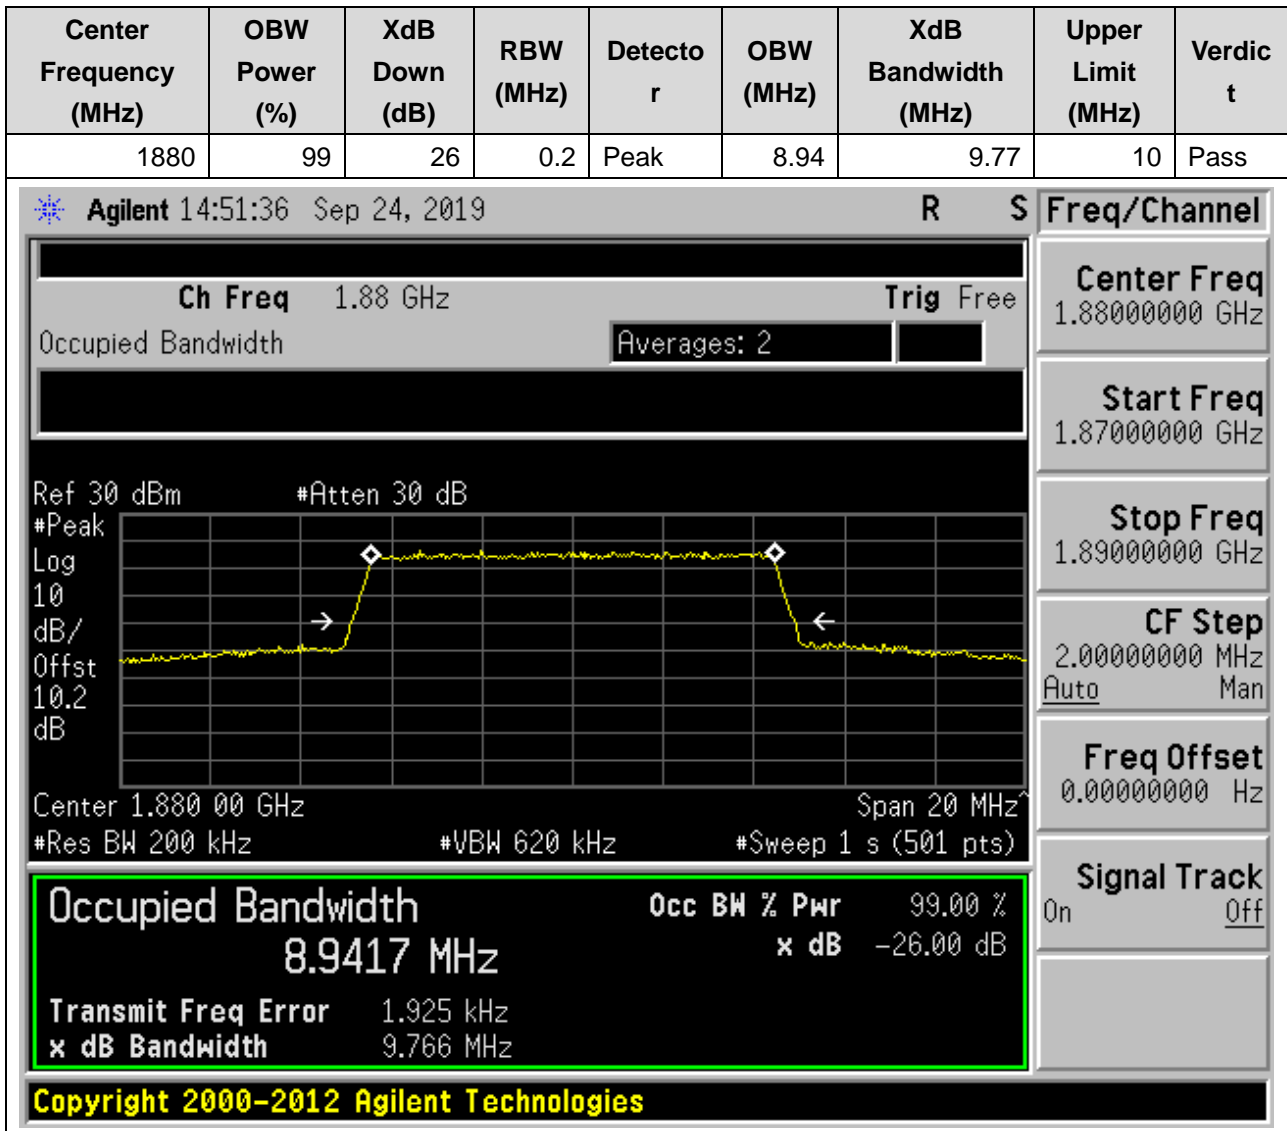 Center Frequency (MHz) OBW Power (%) XdB Down (dB) RBW (MHz) Detecto r OBW (MHz) XdB Bandwidth (MHz) Upper Limit (MHz) Verdic t
1880 99 26 0.2 Peak 8.94 9.77 10 Pass
Agilent 14:51:36 Sep 24, 2019 R S
Ch Freq 1.88 GHz Trig Free
Occupied Bandwidth Averages: 2
Ref 30 dBm #Atten 30 dB
#Peak
Log
10
dB/
Offst
10.2
dB
Center 1.880 00 GHz Span 20 MHz^
#Res BW 200 kHz #VBW 620 kHz #Sweep 1 s (501 pts)
Occupied Bandwidth Occ BW % Pwr 99.00 %
8.9417 MHz x dB -26.00 dB
Transmit Freq Error 1.925 kHz
x dB Bandwidth 9.766 MHz
Copyright 2000-2012 Agilent Technologies
Freq/Channel
Center Freq
1.88000000 GHz
Start Freq
1.87000000 GHz
Stop Freq
1.89000000 GHz
CF Step
2.00000000 MHz
Auto Man
Freq Offset
0.00000000 Hz
Signal Track
On Off